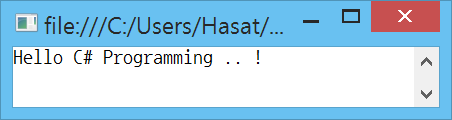 file:///C:/Users/Hasat/...
Hello C# Programming .. !